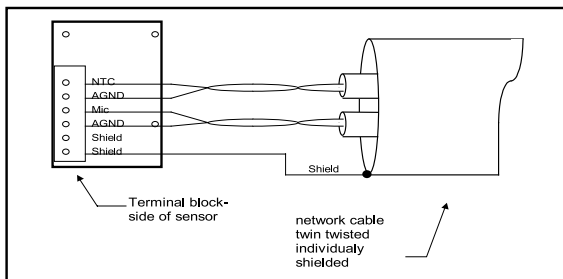 NTC
AGND
Mic
AGND
Shield
Shield
Shield
Terminal block-
side of sensor
network cable
twin twisted
individualy
shielded